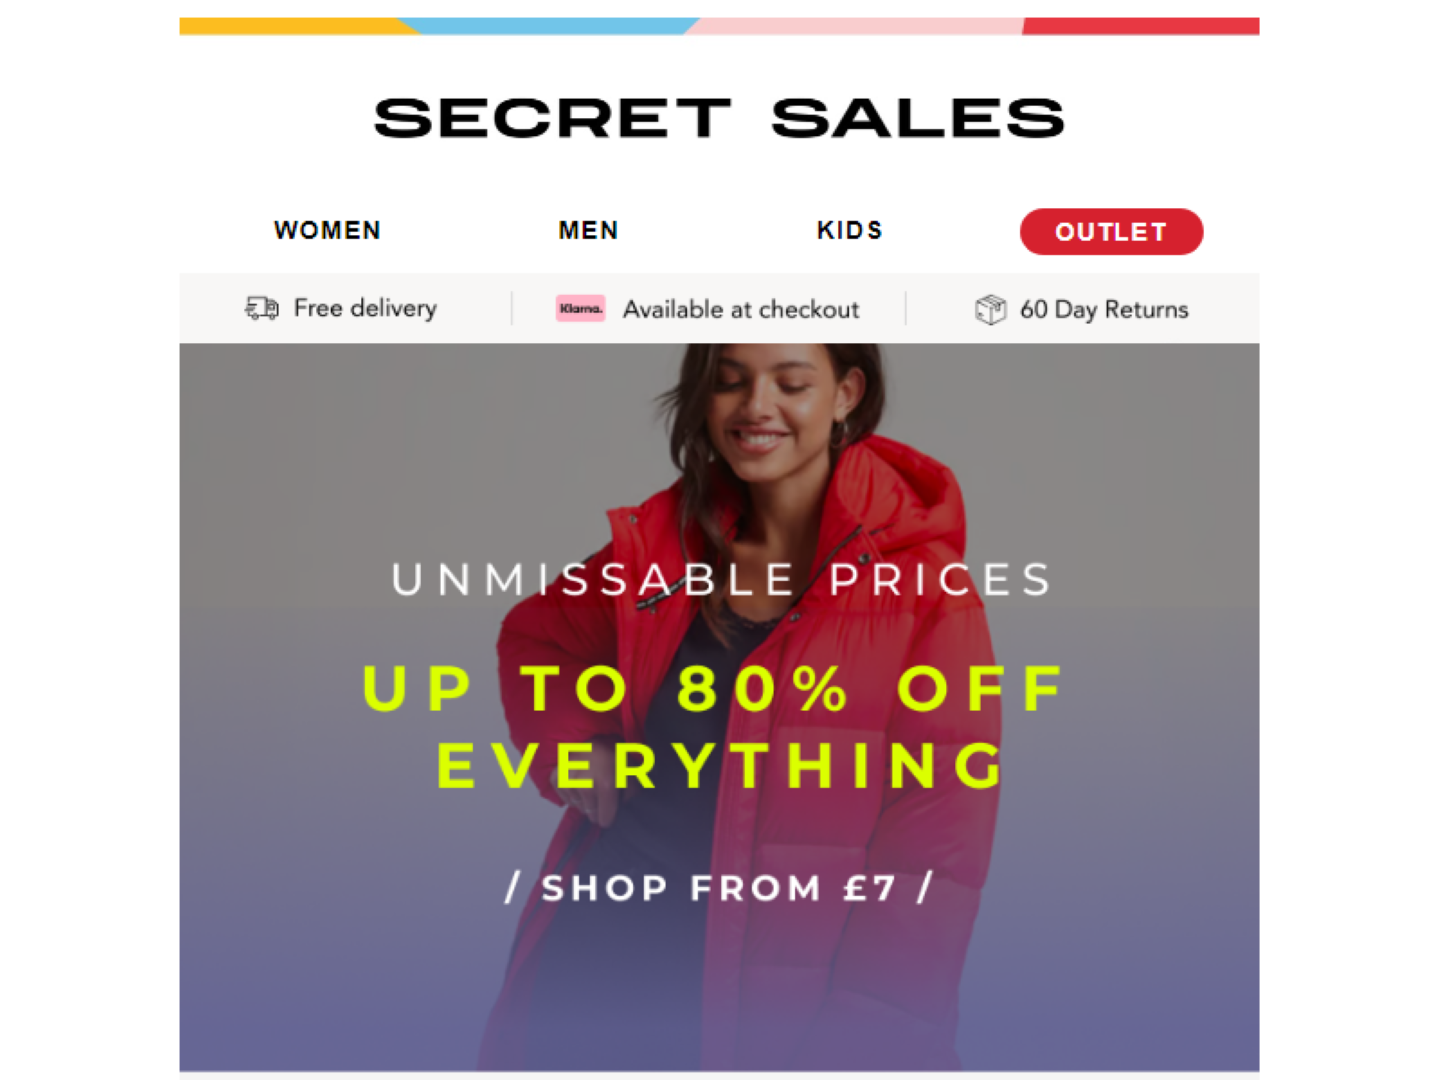 SECRET SALES
WOMEN MEN KIDS OUTLET
Free delivery Klarna. Available at checkout 60 Day Returns
UNMISSABLE PRICES
UP TO 80% OFF
EVERYTHING
/ SHOP FROM £7 /